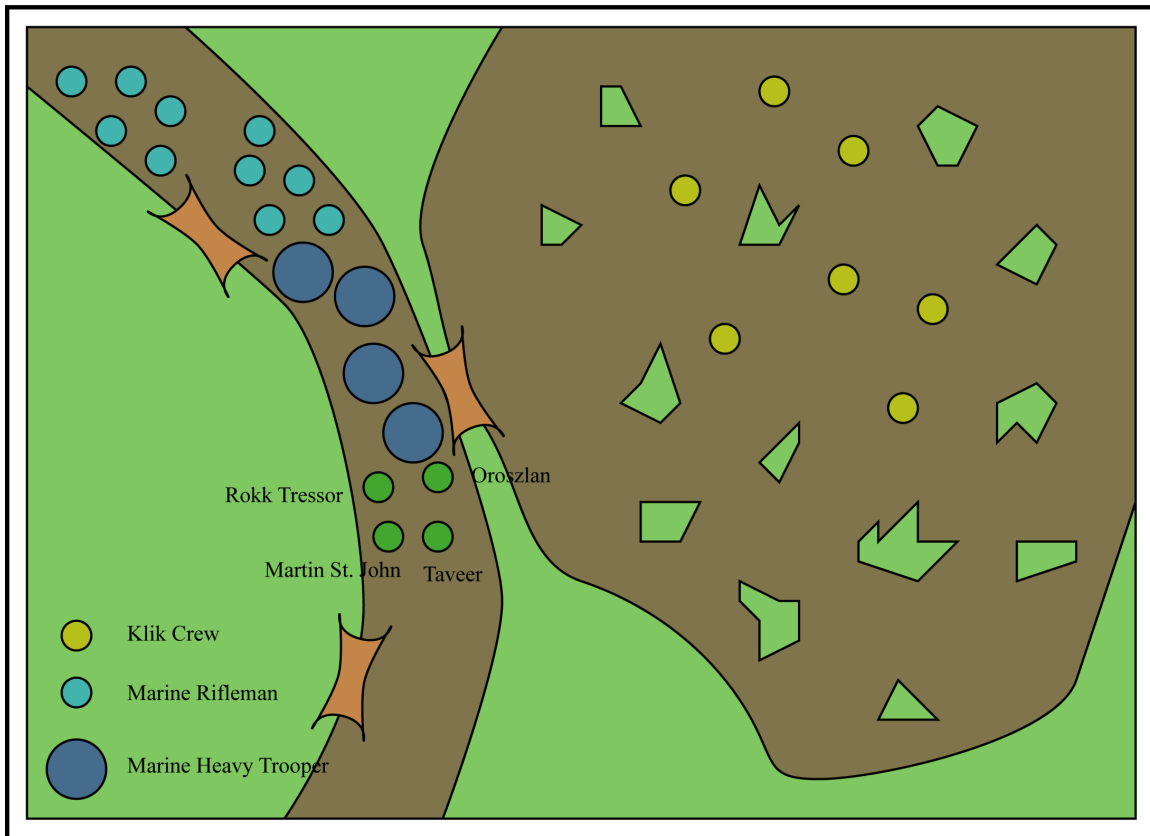 Oroszlan
Rokk Tressor
Martin St. John
Taveer
Klik Crew
Marine Rifleman
Marine Heavy Trooper